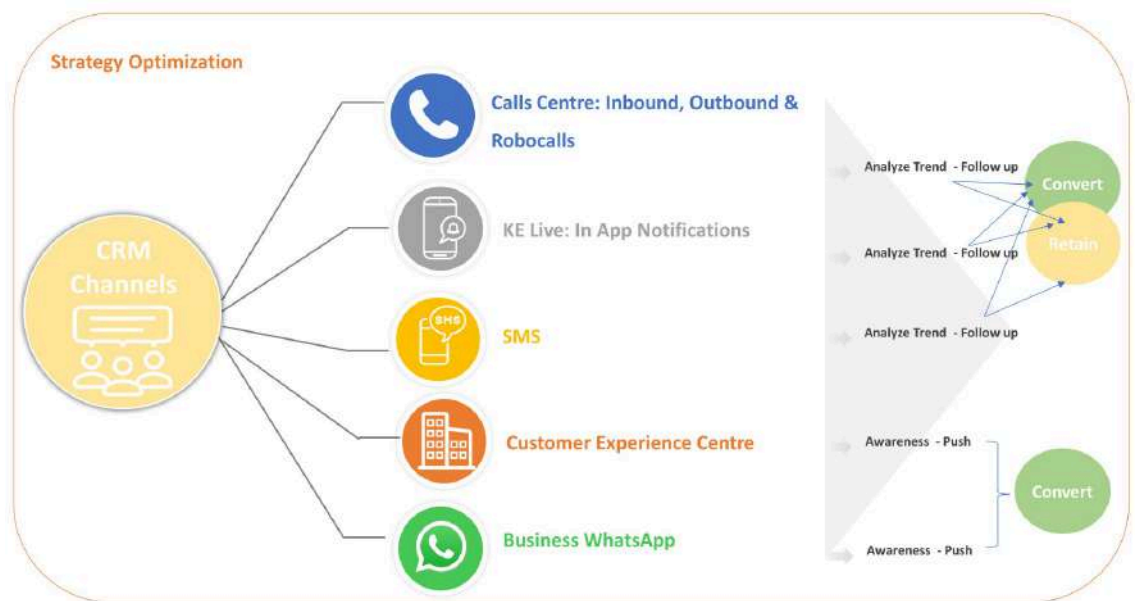 Strategy Optimization
CRM
Channels
Calls Centre: Inbound, Outbound &
Robocalls
KE Live: In App Notifications
SMS
SMS
Customer Experience Centre
Business WhatsApp
Analyze Trend - Follow up
Analyze Trend - Follow up
Analyze Trend - Follow up
Convert
Retain
Awareness - Push
Awareness - Push
Convert